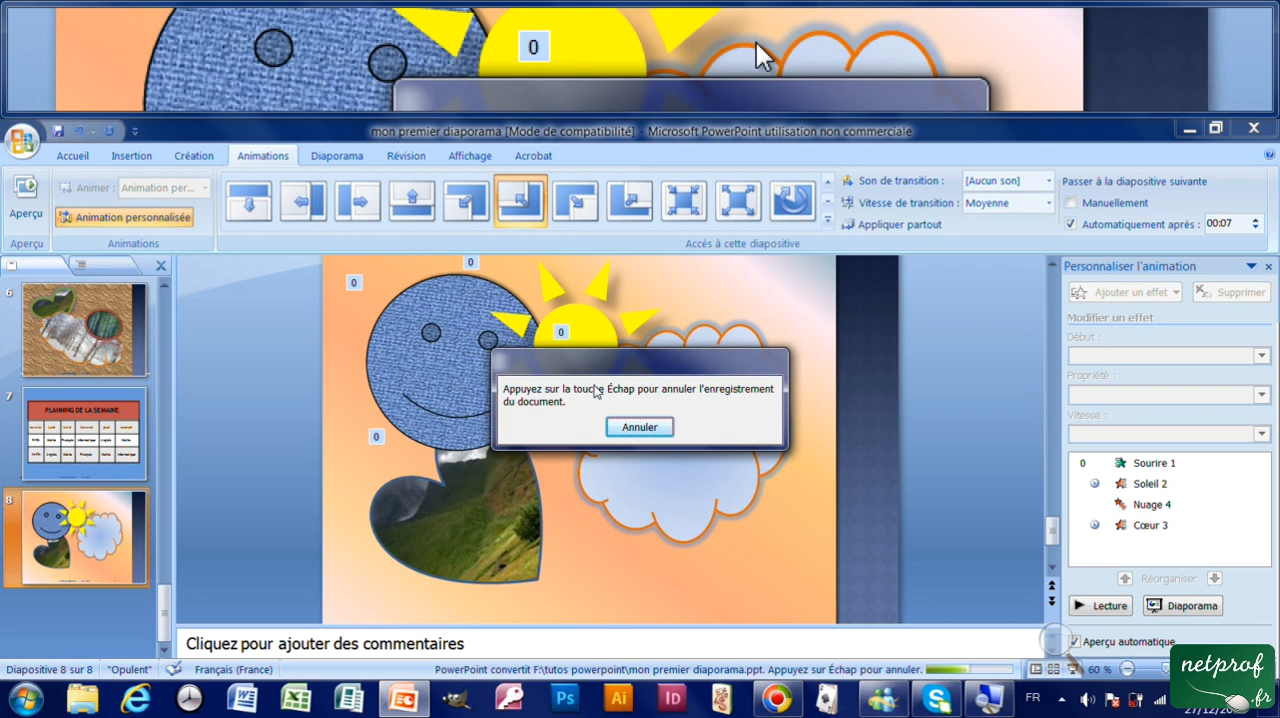 0
mon premier diaporama [Mode de compatibilité] - Microsoft PowerPoint utilisation non commerciale
Accueil Insertion Création Animations Diaporama Révision Affichage Acrobat
Aperçu
Animer : Animation per...
Animation personnalisée
Son de transition : [Aucun son]
Vitesse de transition : Moyenne
Appliquer partout
Passer à la diapositive suivante
Manuellement
Automatiquement après : 00:07
Aperçu Animations Accès à cette diapositive
6
7
PLANNING DE LA SEMAINE
8
0
0
0
0
Appuyez sur la touche Échap pour annuler l'enregistrement
du document.
Annuler
Personnaliser l'animation
Ajouter un effet Supprimer
Modifier un effet
Début :
Propriété :
Vitesse :
0 Sourire 1
Soleil 2
Nuage 4
Cœur 3
Réorganiser
Lecture Diaporama
Aperçu automatique
Cliquez pour ajouter des commentaires
Diapositive 8 sur 8 "Opulent" Français (France) PowerPoint convertit F:\tutos powerpoint\mon premier diaporama.ppt. Appuyez sur Échap pour annuler. 60 %
Ps Ai Id
FR
netprof
.fr